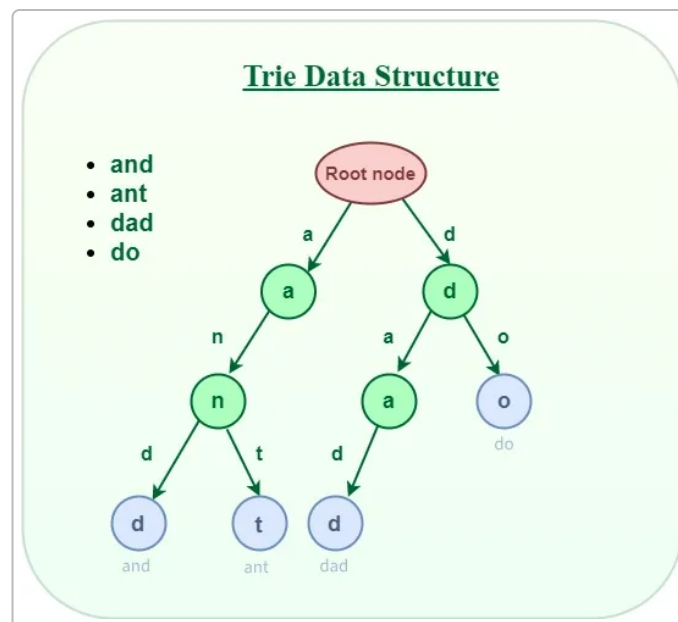 Trie Data Structure
• and
• ant
• dad
• do
Root node
a d
a d
n a o
n a o
do
d t d
d t d
and ant dad